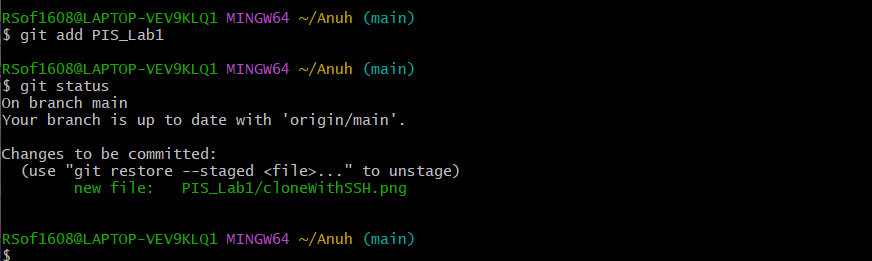 RSof1608@LAPTOP-VEV9KLQ1 MINGW64 ~/Anuh (main)
$ git add PIS_Lab1
RSof1608@LAPTOP-VEV9KLQ1 MINGW64 ~/Anuh (main)
$ git status
On branch main
Your branch is up to date with 'origin/main'.
Changes to be committed:
  (use "git restore --staged <file>..." to unstage)
        new file:   PIS_Lab1/cloneWithSSH.png
RSof1608@LAPTOP-VEV9KLQ1 MINGW64 ~/Anuh (main)
$